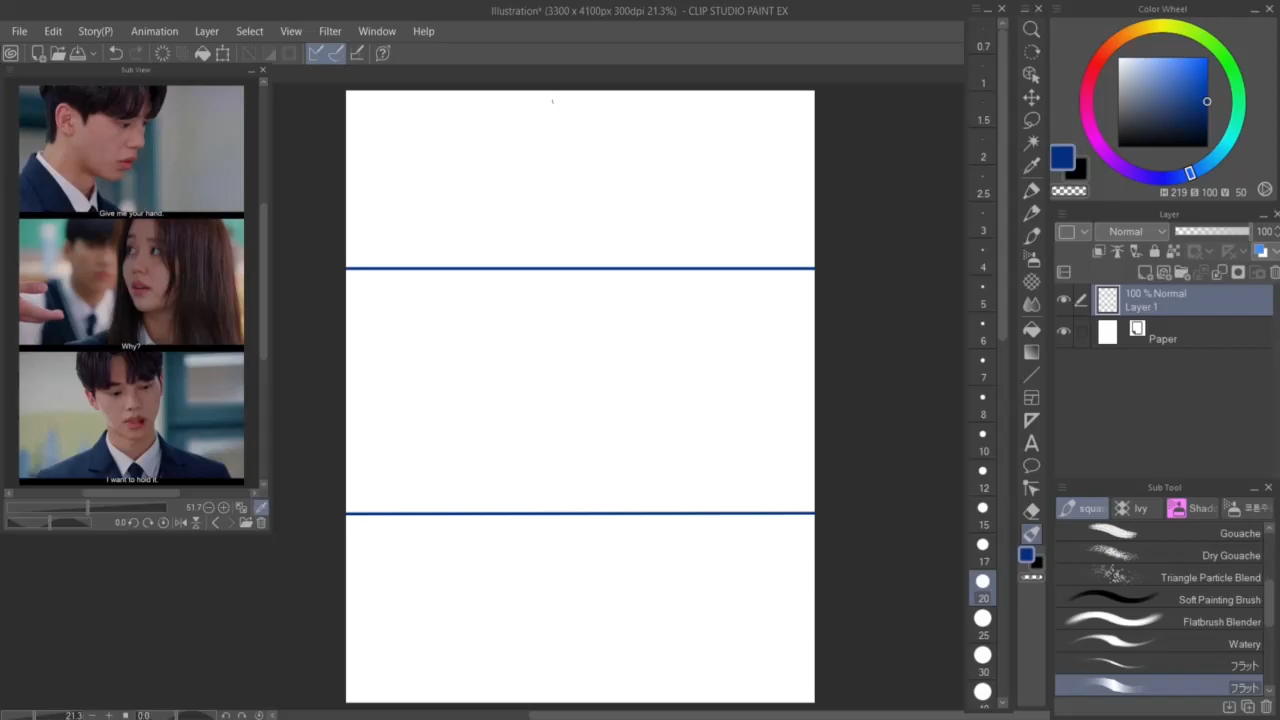 Illustration* (3300 x 4100px 300dpi 21.3%) - CLIP STUDIO PAINT EX
File Edit Story(P) Animation Layer Select View Filter Window Help
Sub View
Give me your hand.
Why?
I want to hold it.
51.7
0.0
21.3
0.0
0.7
1
1.5
2
2.5
3
4
5
6
7
8
10
12
15
17
20
25
30
Color Wheel
H 219 S 100 V 50
Layer
Normal 100
100 % Normal
Layer 1
Paper
Sub Tool
squa Ivy Shad
Gouache
Dry Gouache
Triangle Particle Blend
Soft Painting Brush
Flatbrush Blender
Watery
フラット
フラット